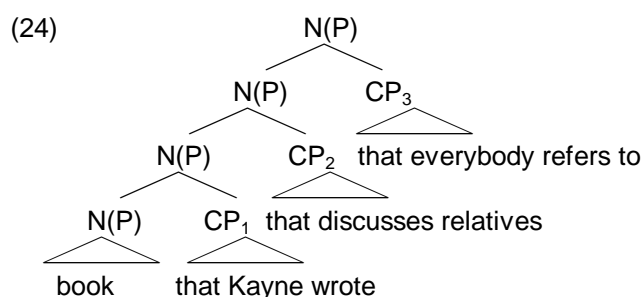 (24) N(P)
N(P) CP3
N(P) CP2 that everybody refers to
N(P) CP1 that discusses relatives
book that Kayne wrote